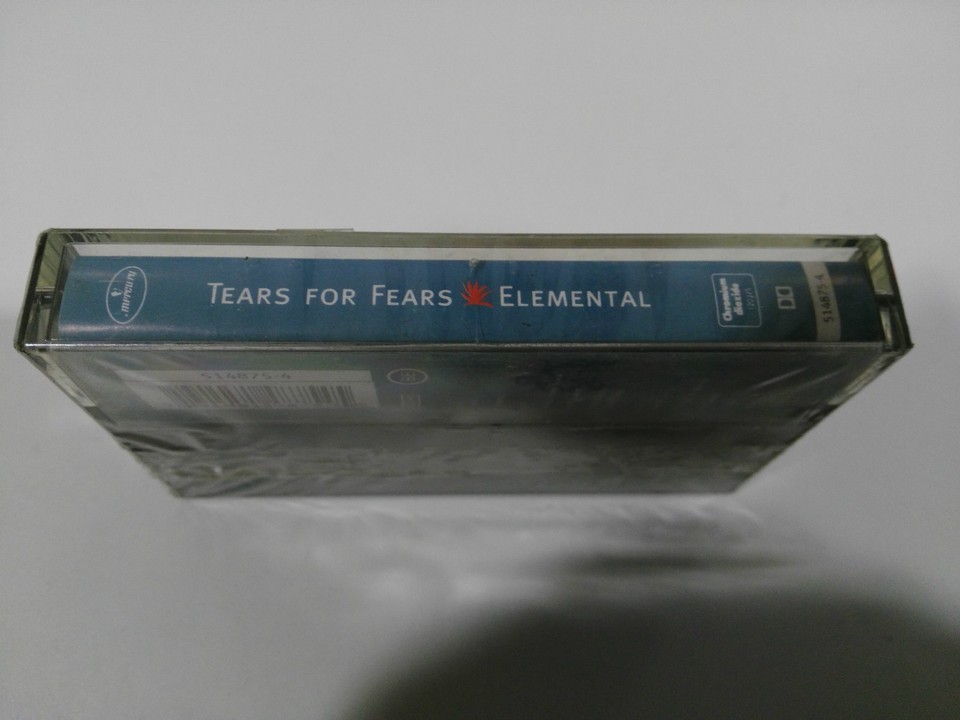 mercury
TEARS FOR FEARS ELEMENTAL
Chromium
dioxide
514875-4
514875-4